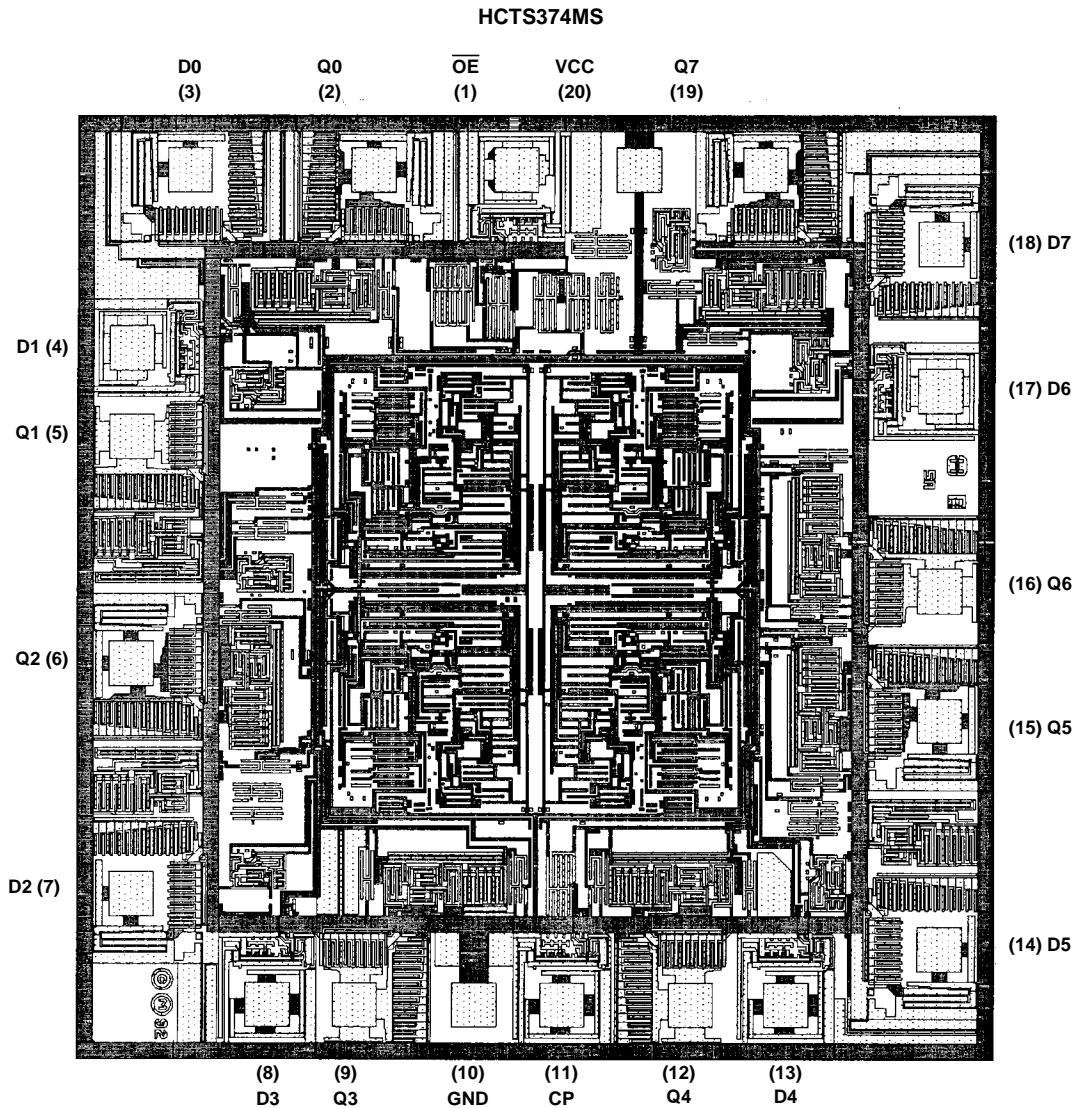 HCTS374MS
D0 Q0 OE VCC Q7
(3) (2) (1) (20) (19)
(18) D7
D1 (4)
(17) D6
Q1 (5)
(16) Q6
Q2 (6)
(15) Q5
D2 (7)
(14) D5
(8) (9) (10) (11) (12) (13)
D3 Q3 GND CP Q4 D4